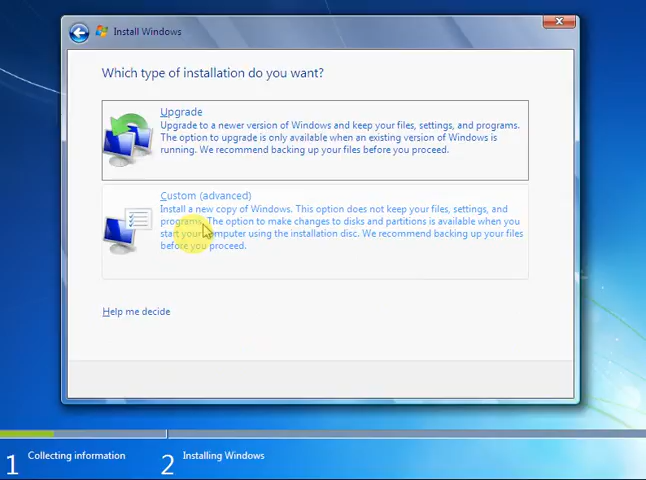 Install Windows
Which type of installation do you want?
Upgrade
Upgrade to a newer version of Windows and keep your files, settings, and programs.
The option to upgrade is only available when an existing version of Windows is
running. We recommend backing up your files before you proceed.
Custom (advanced)
Install a new copy of Windows. This option does not keep your files, settings, and
programs. The option to make changes to disks and partitions is available when you
start your computer using the installation disc. We recommend backing up your files
before you proceed.
Help me decide
1 Collecting information
2 Installing Windows